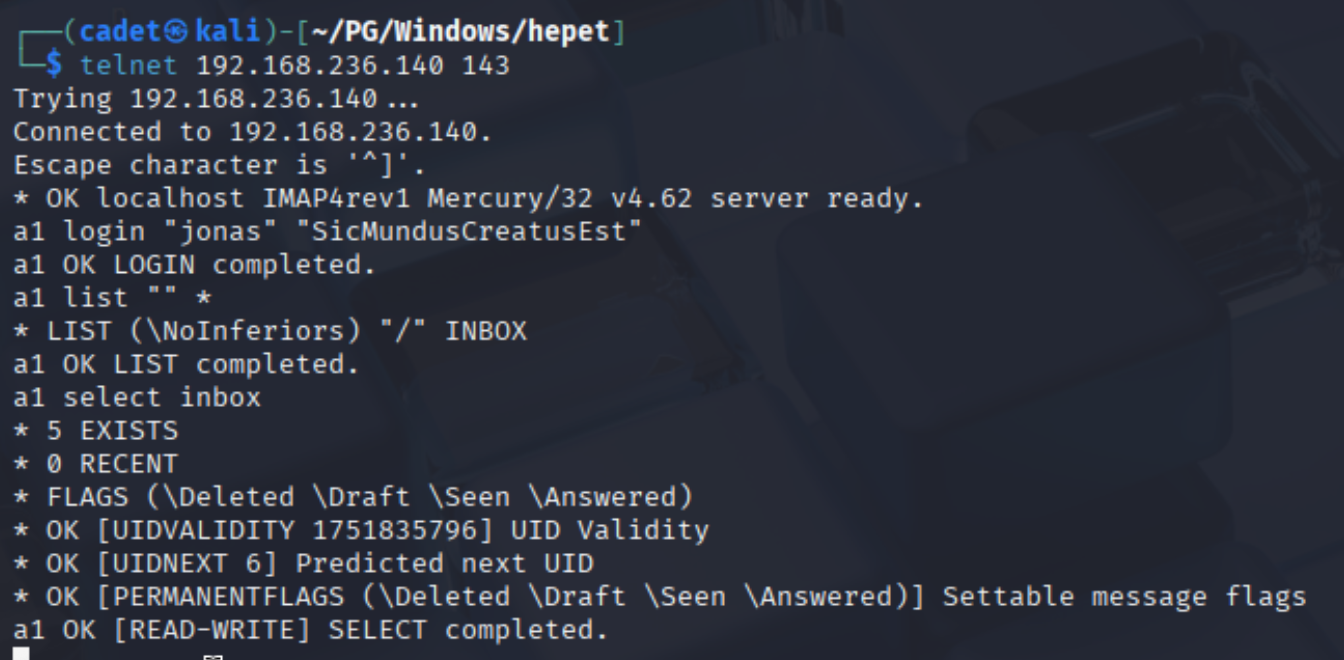 ┌──(cadet㉿kali)-[~/PG/Windows/hepet]
└─$ telnet 192.168.236.140 143
Trying 192.168.236.140...
Connected to 192.168.236.140.
Escape character is '^]'.
* OK localhost IMAP4rev1 Mercury/32 v4.62 server ready.
a1 login "jonas" "SicMundusCreatusEst"
a1 OK LOGIN completed.
a1 list "" *
* LIST (\NoInferiors) "/" INBOX
a1 OK LIST completed.
a1 select inbox
* 5 EXISTS
* 0 RECENT
* FLAGS (\Deleted \Draft \Seen \Answered)
* OK [UIDVALIDITY 1751835796] UID Validity
* OK [UIDNEXT 6] Predicted next UID
* OK [PERMANENTFLAGS (\Deleted \Draft \Seen \Answered)] Settable message flags
a1 OK [READ-WRITE] SELECT completed.